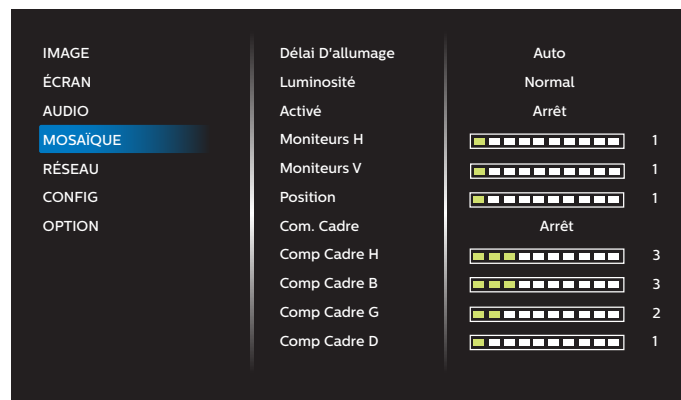 IMAGE
ÉCRAN
AUDIO
MOSAÏQUE
RÉSEAU
CONFIG
OPTION
Délai D'allumage Auto
Luminosité Normal
Activé Arrêt
Moniteurs H 1
Moniteurs V 1
Position 1
Com. Cadre Arrêt
Comp Cadre H 3
Comp Cadre B 3
Comp Cadre G 2
Comp Cadre D 1